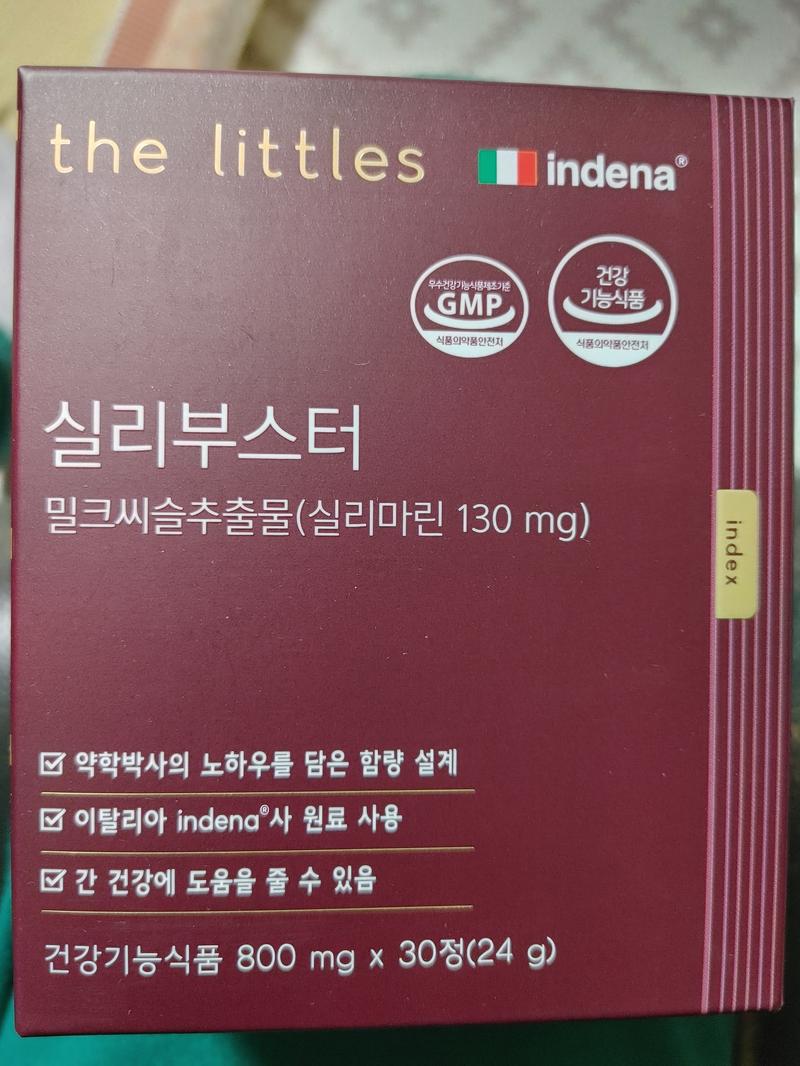 the littles
indena®
우수건강기능식품제조기준
GMP
식품의약품안전처
건강
기능식품
식품의약품안전처
실리부스터
밀크씨슬추출물(실리마린 130 mg)
index
약학박사의 노하우를 담은 함량 설계
이탈리아 indena®사 원료 사용
간 건강에 도움을 줄 수 있음
건강기능식품 800 mg x 30정(24 g)